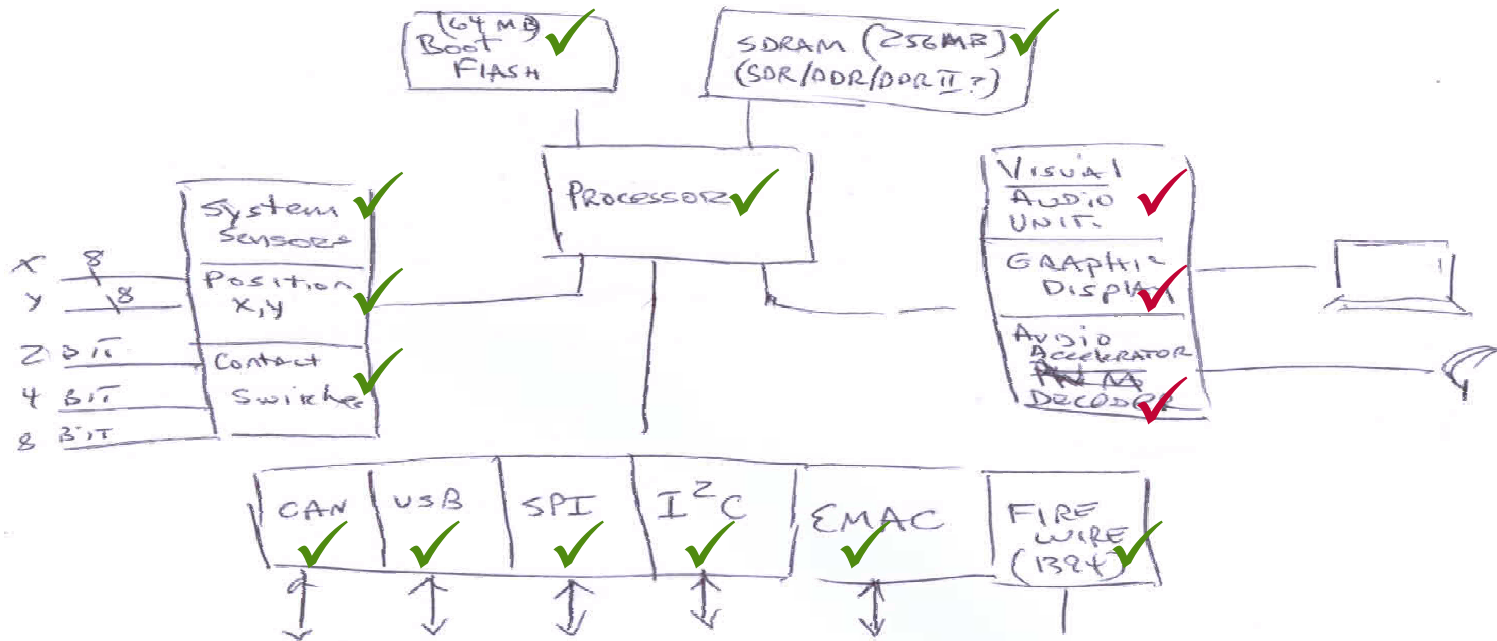 (64 MB)
Boot
FLASH
SDRAM (256MB)
(SDR/DDR/DDR II?)
PROCESSOR
System
SENSORS
Position
X,Y
Contact
Switches
X
8
Y
8
2 BIT
4 BIT
8 BIT
VISUAL
AUDIO
UNIT
GRAPHIC
DISPLAY
AUDIO
ACCELERATOR
DECODER
CAN
USB
SPI
I²C
EMAC
FIRE
WIRE
(1394)